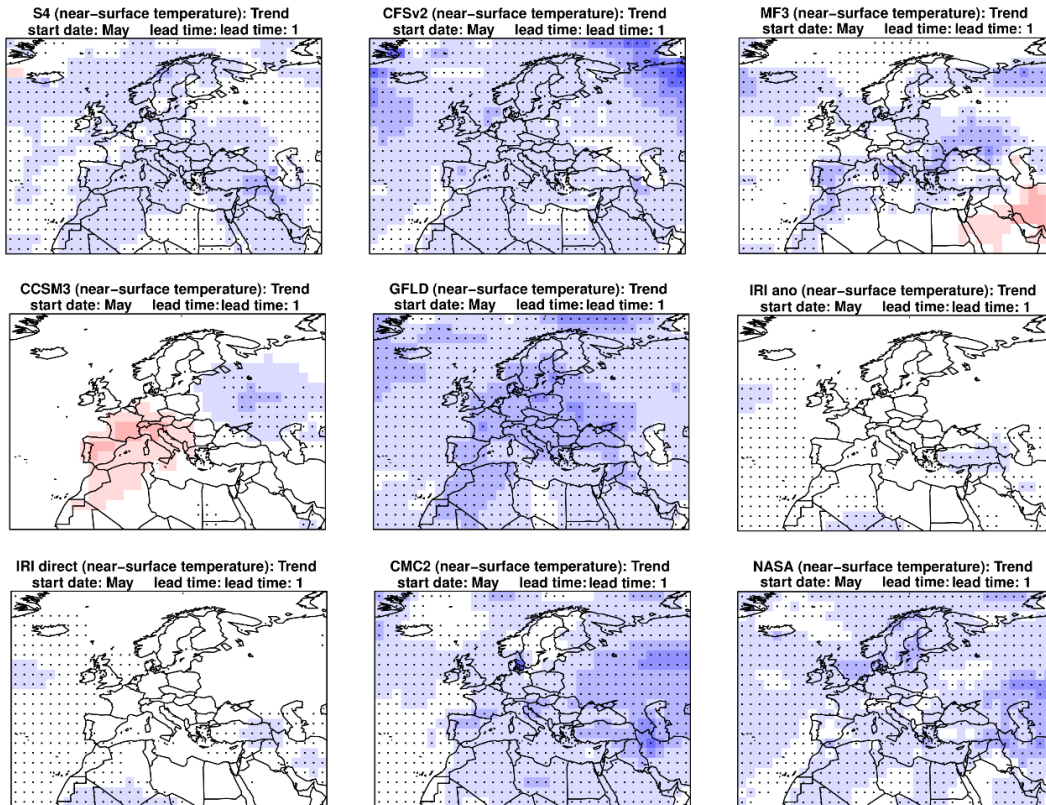 S4 (near−surface temperature): Trend
start date: May lead time: lead time: 1
CFSv2 (near−surface temperature): Trend
start date: May lead time: lead time: 1
MF3 (near−surface temperature): Trend
start date: May lead time: lead time: 1
CCSM3 (near−surface temperature): Trend
start date: May lead time: lead time: 1
GFLD (near−surface temperature): Trend
start date: May lead time: lead time: 1
IRI ano (near−surface temperature): Trend
start date: May lead time: lead time: 1
IRI direct (near−surface temperature): Trend
start date: May lead time: lead time: 1
CMC2 (near−surface temperature): Trend
start date: May lead time: lead time: 1
NASA (near−surface temperature): Trend
start date: May lead time: lead time: 1